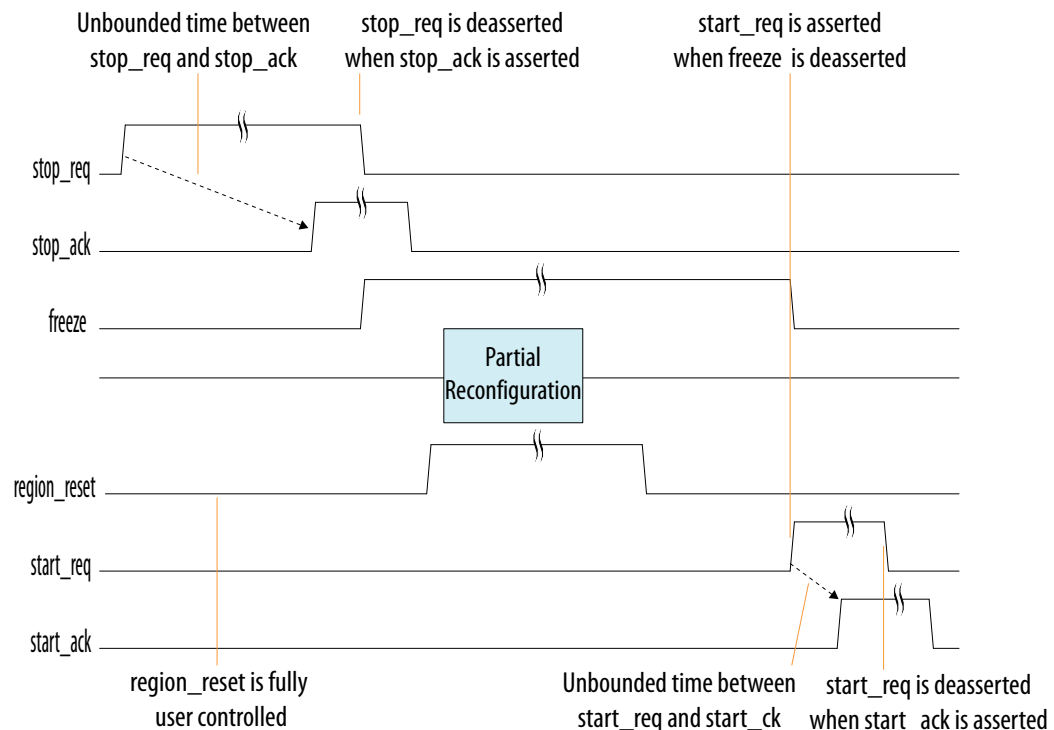 Unbounded time between
stop_req and stop_ack
stop_req is deasserted
when stop_ack is asserted
start_req is asserted
when freeze is deasserted
stop_req
stop_ack
freeze
Partial
Reconfiguration
region_reset
start_req
start_ack
region_reset is fully
user controlled
Unbounded time between
start_req and start_ck
start_req is deasserted
when start_ack is asserted